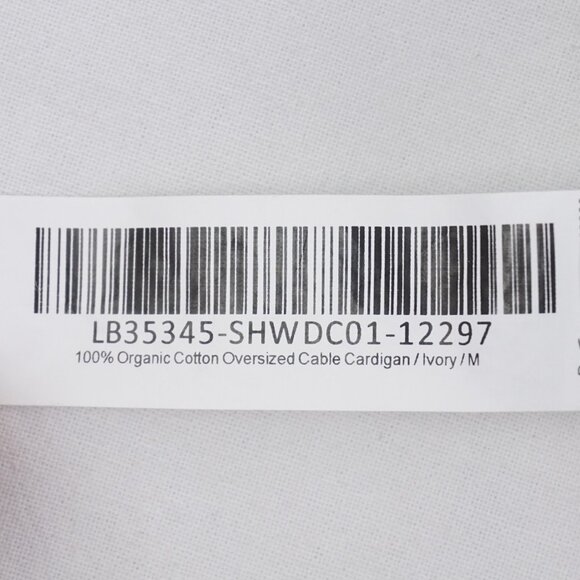 LB35345-SHWDC01-12297
100% Organic Cotton Oversized Cable Cardigan / Ivory / M